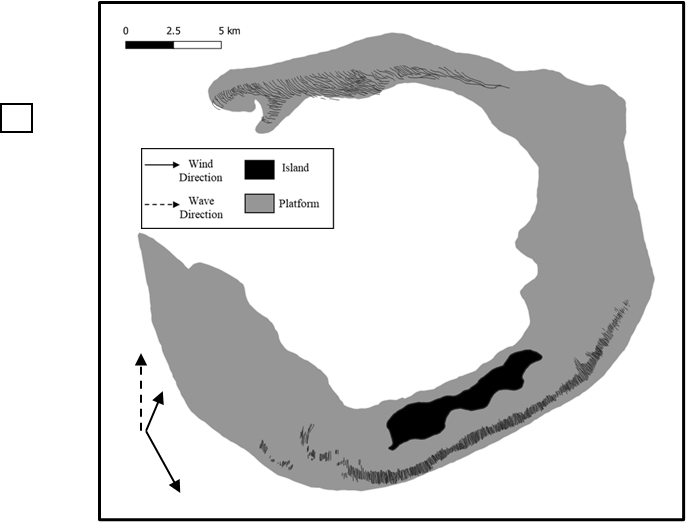 0 2.5 5 km
Wind
Direction
Island
Wave
Direction
Platform